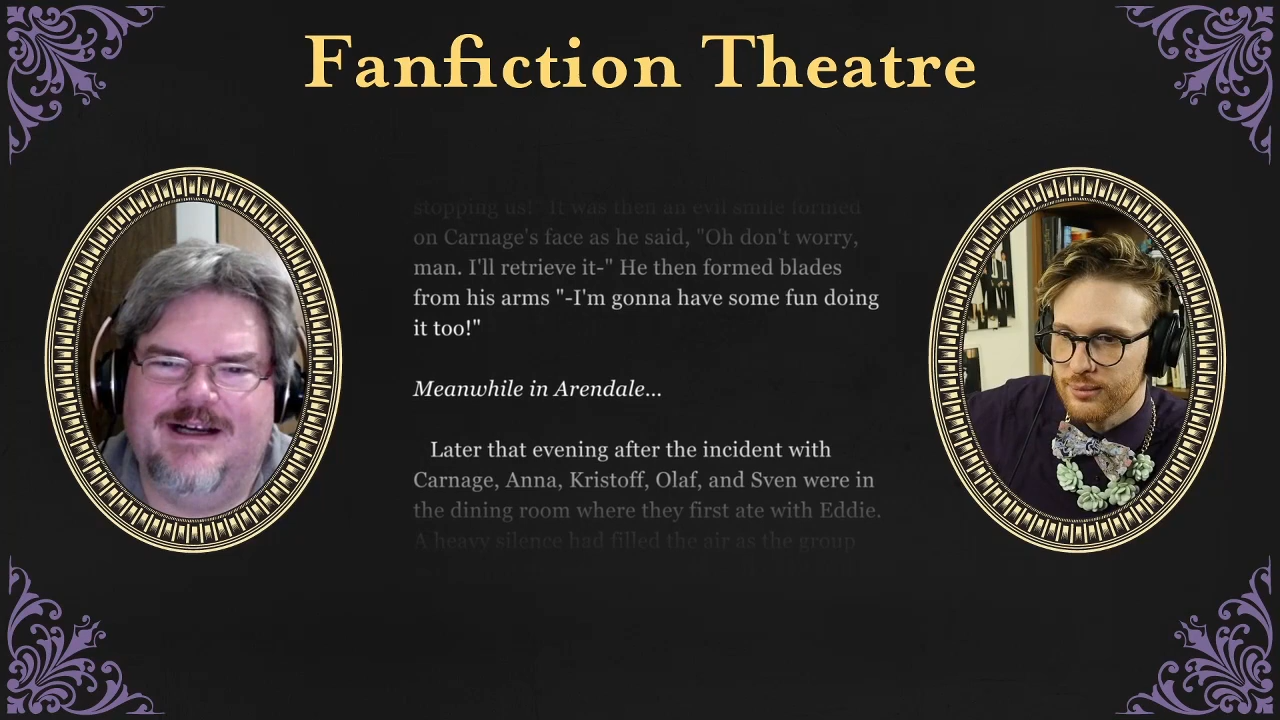 Fanfiction Theatre
stopping us!" It was then an evil smile formed
on Carnage's face as he said, "Oh don't worry,
man. I'll retrieve it-" He then formed blades
from his arms "-I'm gonna have some fun doing
it too!"
Meanwhile in Arendale...
Later that evening after the incident with
Carnage, Anna, Kristoff, Olaf, and Sven were in
the dining room where they first ate with Eddie.
A heavy silence had filled the air as the group